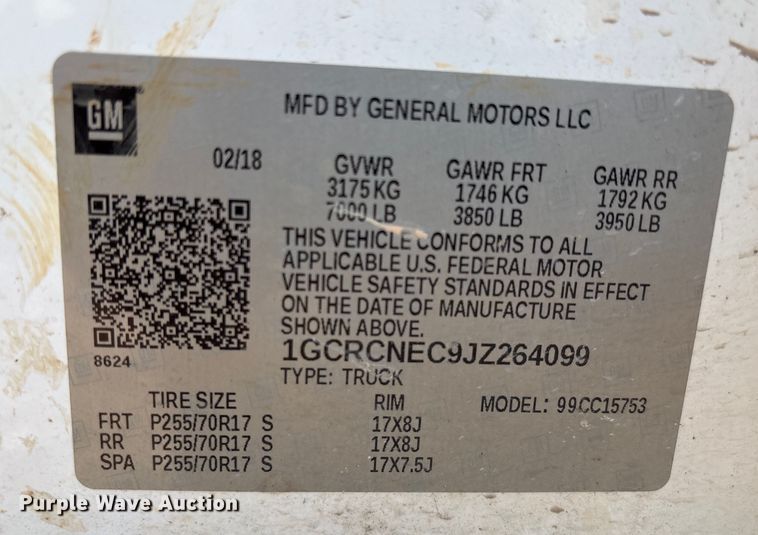 GM
MFD BY GENERAL MOTORS LLC
02/18 GVWR GAWR FRT GAWR RR
3175 KG 1746 KG 1792 KG
7000 LB 3850 LB 3950 LB
THIS VEHICLE CONFORMS TO ALL
APPLICABLE U.S. FEDERAL MOTOR
VEHICLE SAFETY STANDARDS IN EFFECT
ON THE DATE OF MANUFACTURE
SHOWN ABOVE.
8624
1GCRCNEC9JZ264099
TYPE: TRUCK
TIRE SIZE RIM MODEL: 99CC15753
FRT P255/70R17 S 17X8J
RR P255/70R17 S 17X8J
SPA P255/70R17 S 17X7.5J
Purple Wave Auction